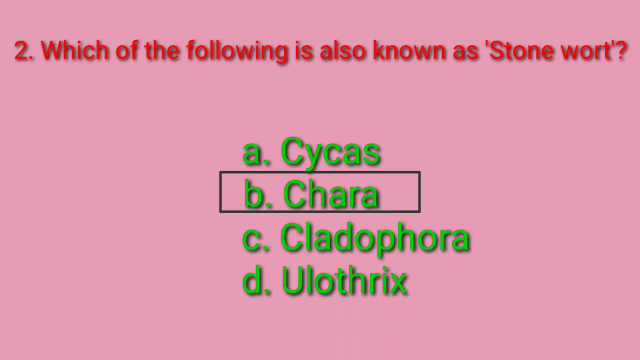 2. Which of the following is also known as 'Stone wort'?
a. Cycas
b. Chara
c. Cladophora
d. Ulothrix